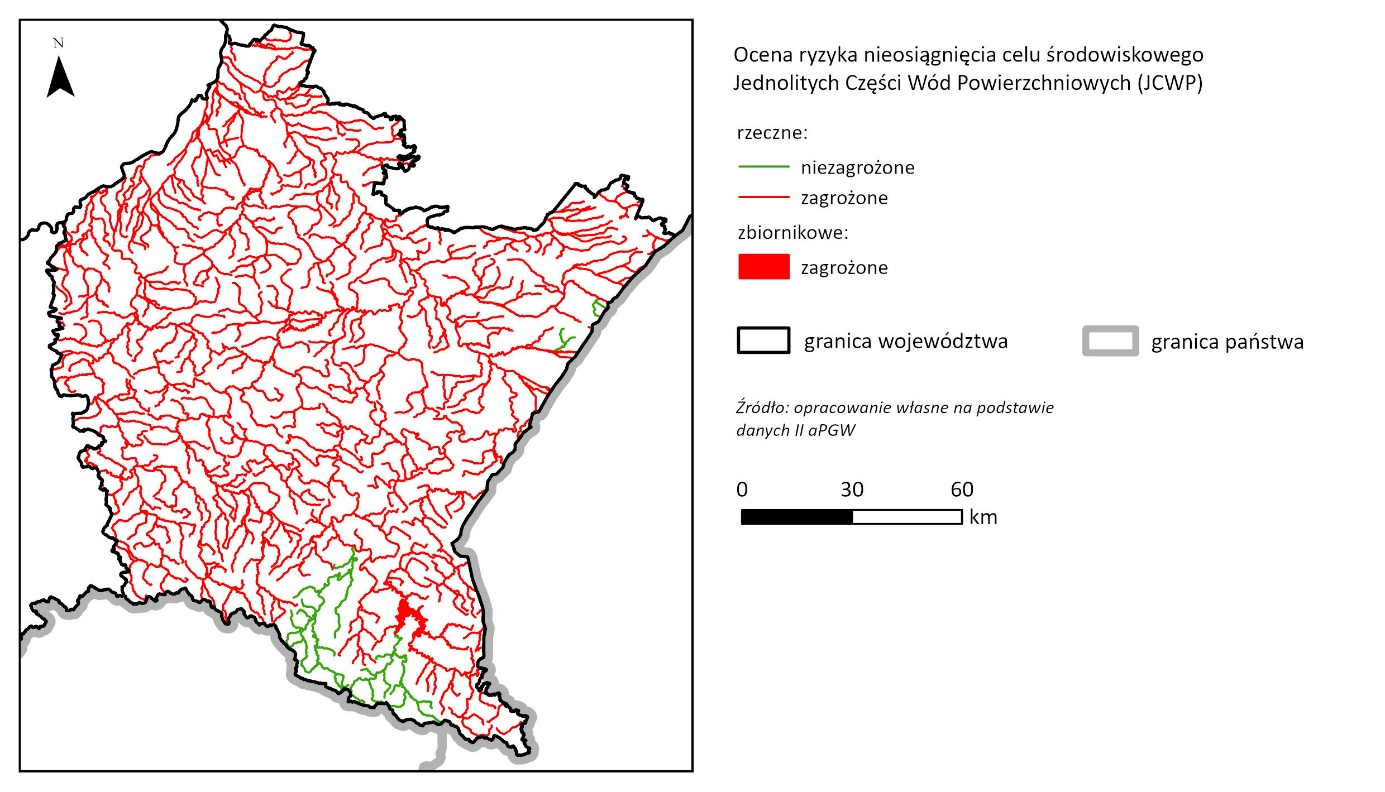 N
Ocena ryzyka nieosiągnięcia celu środowiskowego
Jednolitych Części Wód Powierzchniowych (JCWP)
rzeczne:
niezagrożone
zagrożone
zbiornikowe:
zagrożone
granica województwa
granica państwa
Źródło: opracowanie własne na podstawie
danych II aPGW
0 30 60
km